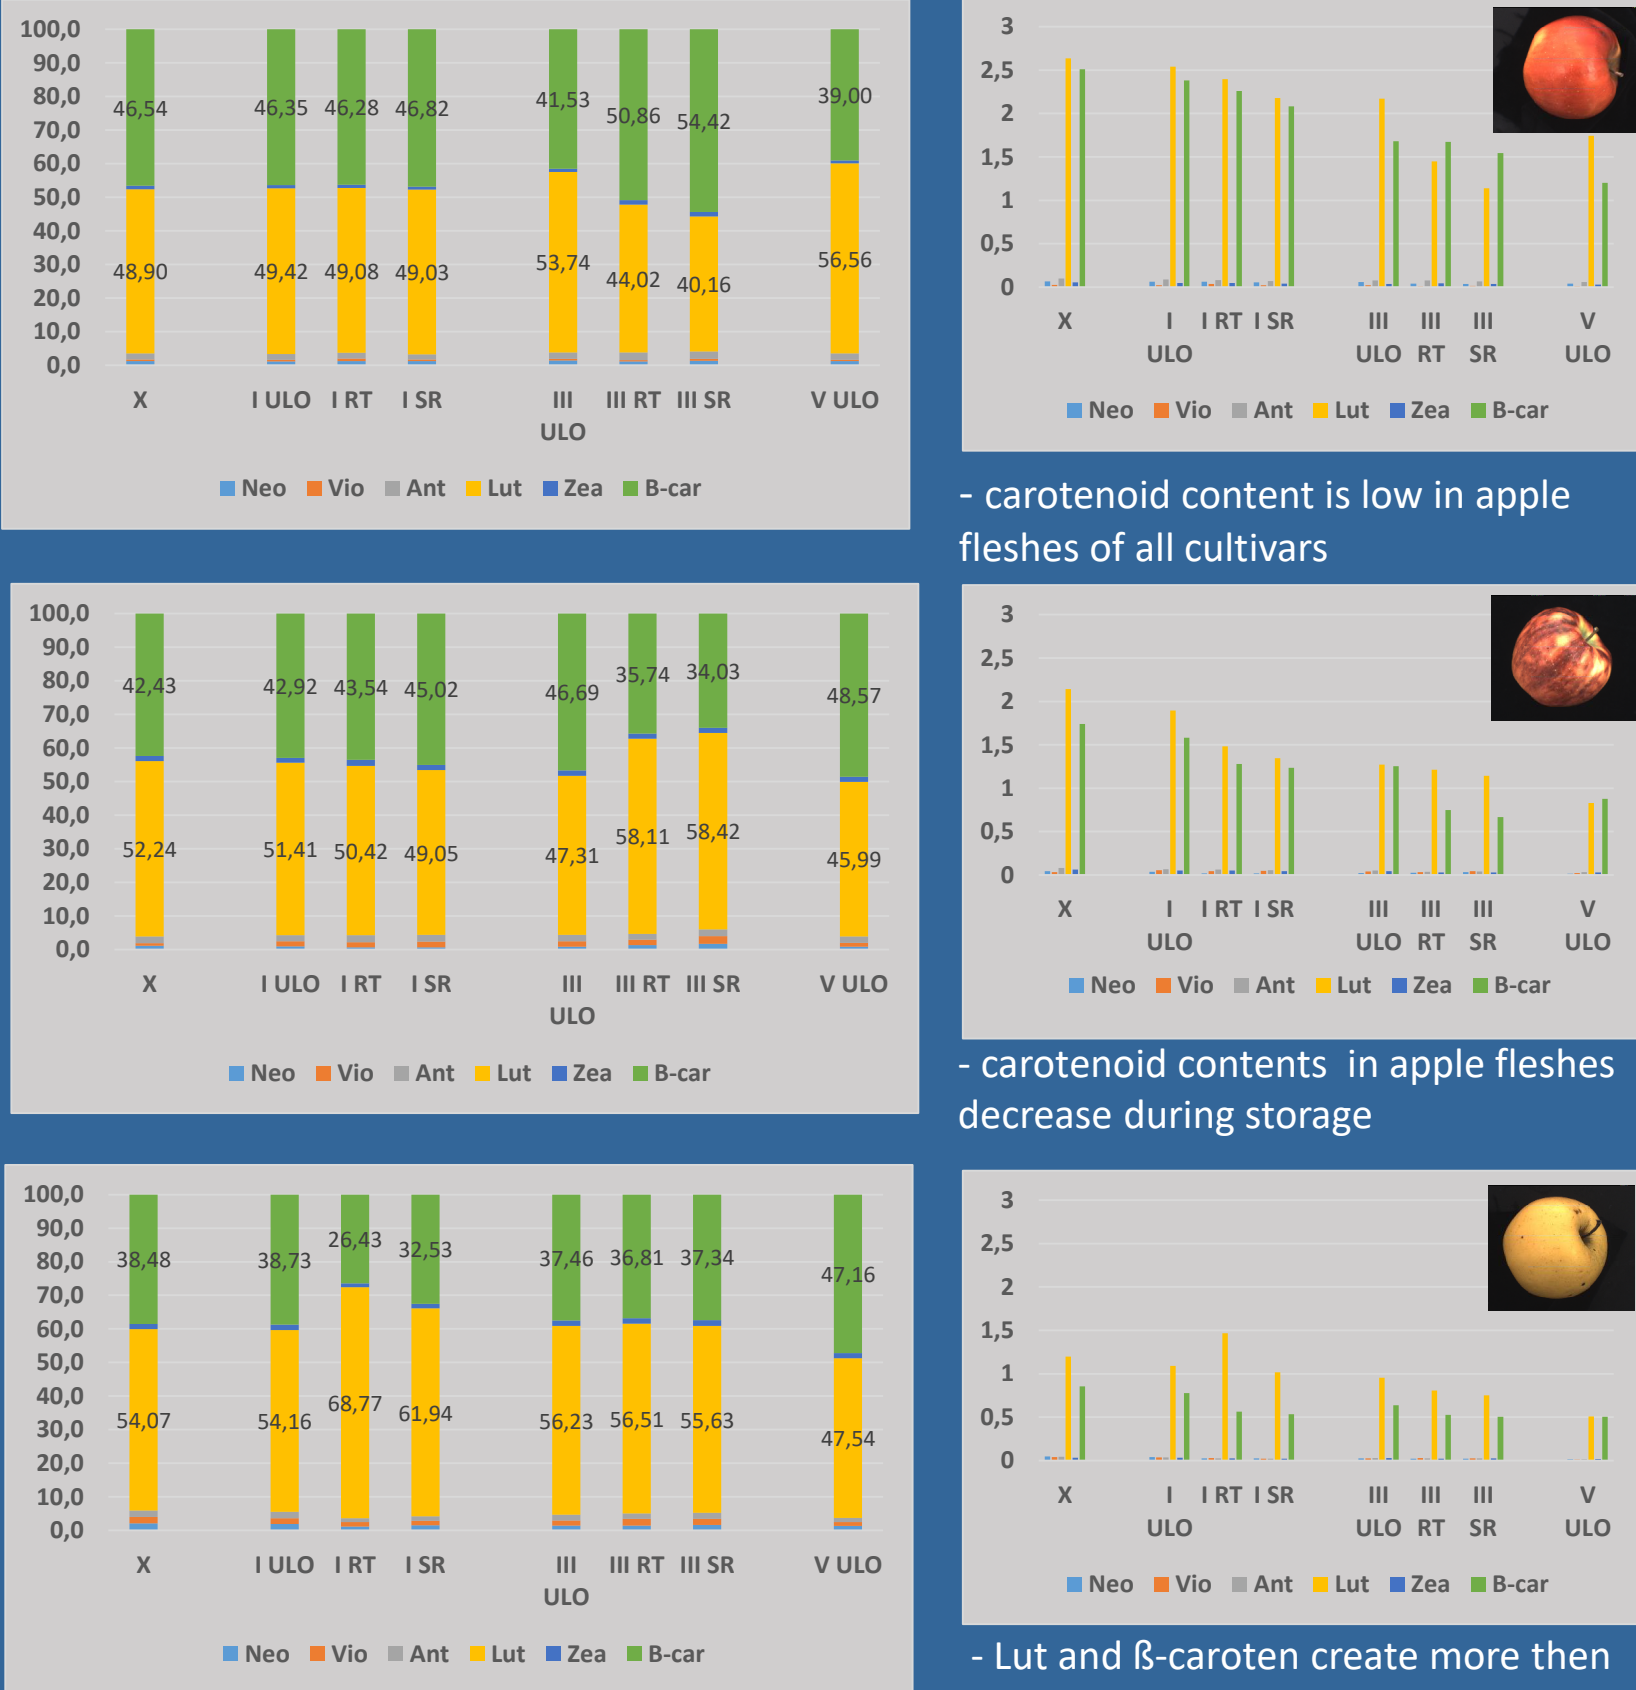 100,0
90,0
80,0
70,0
60,0
50,0
40,0
30,0
20,0
10,0
0,0
46,54 46,35 46,28 46,82 41,53 50,86 54,42 39,00
48,90 49,42 49,08 49,03 53,74 44,02 40,16 56,56
X I ULO I RT I SR III ULO III RT III SR V ULO
Neo Vio Ant Lut Zea B-car
3
2,5
2
1,5
1
0,5
0
X I ULO I RT I SR III ULO III RT III SR V ULO
Neo Vio Ant Lut Zea B-car
- carotenoid content is low in apple
fleshes of all cultivars
100,0
90,0
80,0
70,0
60,0
50,0
40,0
30,0
20,0
10,0
0,0
42,43 42,92 43,54 45,02 46,69 35,74 34,03 48,57
52,24 51,41 50,42 49,05 47,31 58,11 58,42 45,99
X I ULO I RT I SR III ULO III RT III SR V ULO
Neo Vio Ant Lut Zea B-car
3
2,5
2
1,5
1
0,5
0
X I ULO I RT I SR III ULO III RT III SR V ULO
Neo Vio Ant Lut Zea B-car
- carotenoid contents in apple fleshes
decrease during storage
100,0
90,0
80,0
70,0
60,0
50,0
40,0
30,0
20,0
10,0
0,0
38,48 38,73 26,43 32,53 37,46 36,81 37,34 47,16
54,07 54,16 68,77 61,94 56,23 56,51 55,63 47,54
X I ULO I RT I SR III ULO III RT III SR V ULO
Neo Vio Ant Lut Zea B-car
3
2,5
2
1,5
1
0,5
0
X I ULO I RT I SR III ULO III RT III SR V ULO
Neo Vio Ant Lut Zea B-car
- Lut and ß-caroten create more then